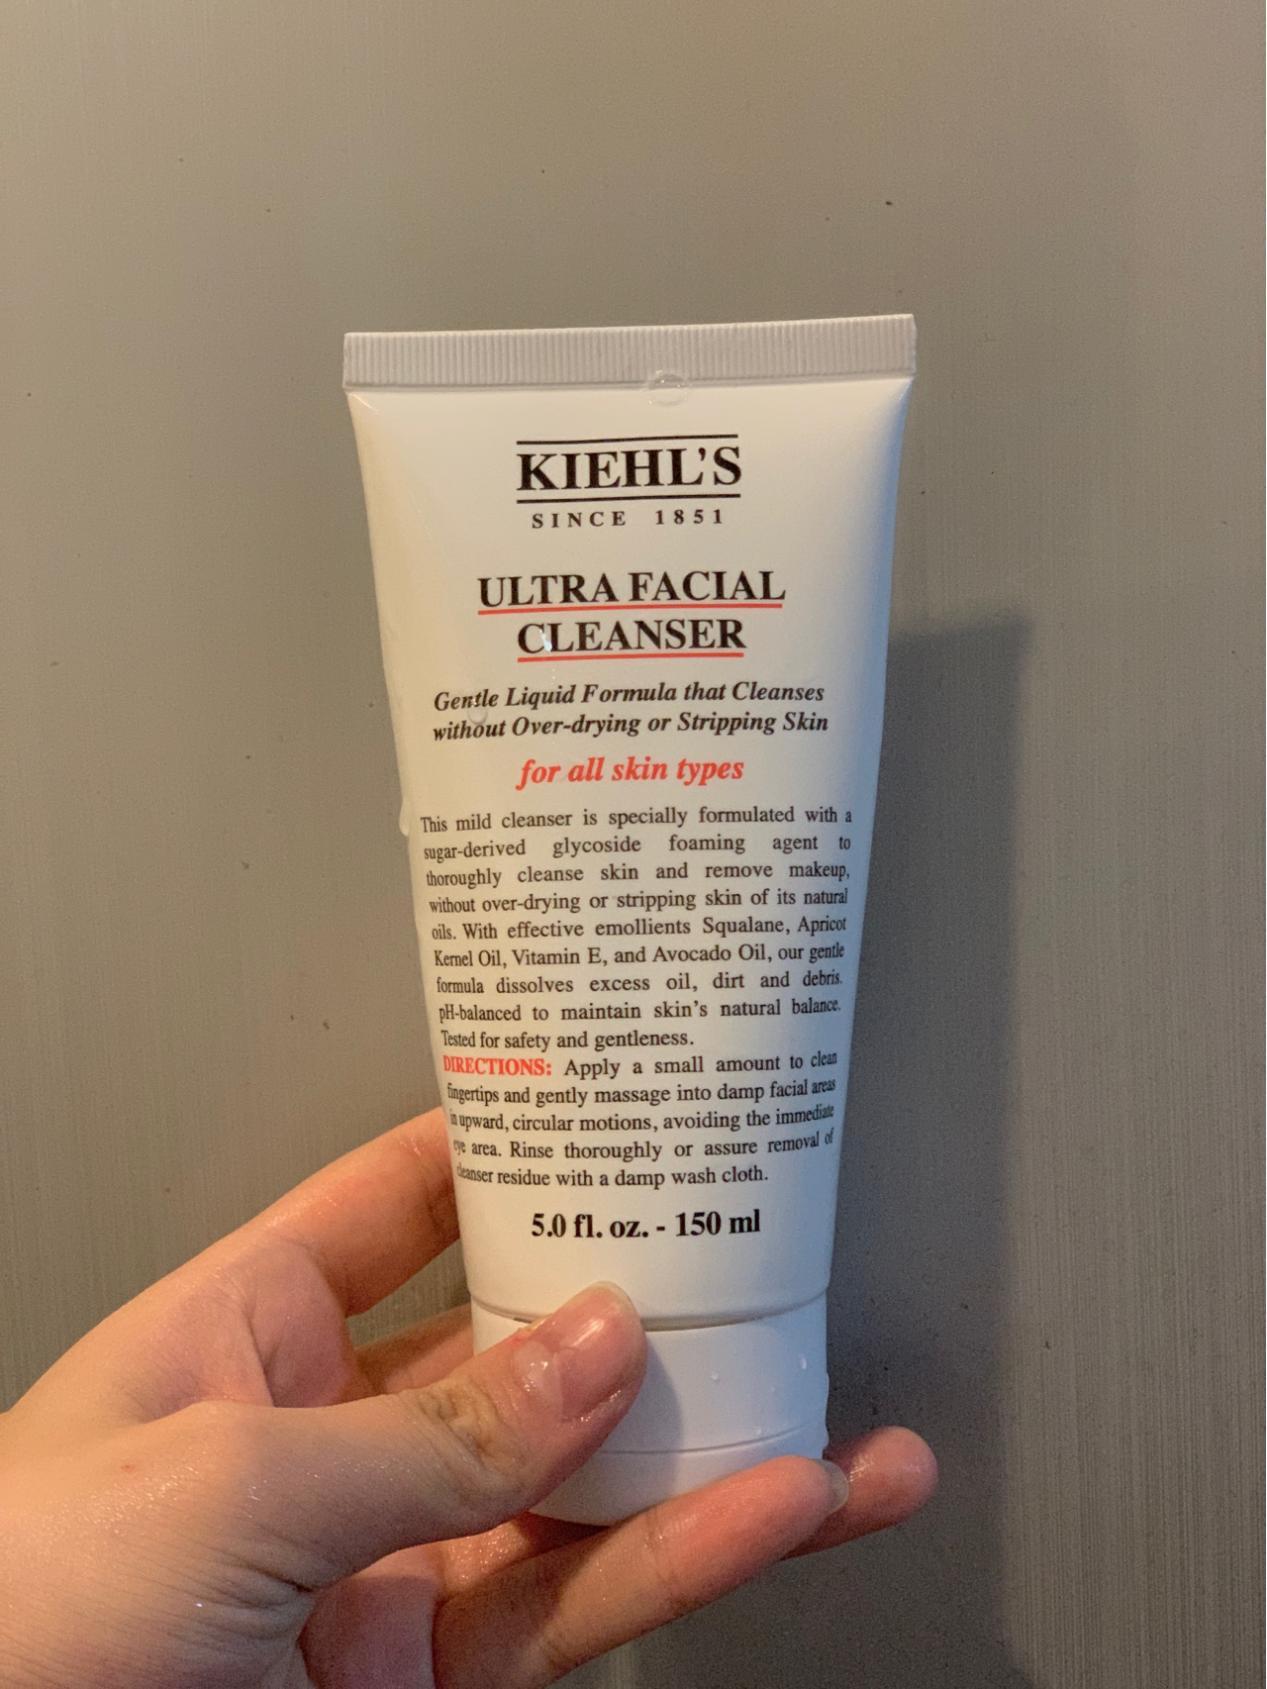 KIEHL'S
SINCE 1851
ULTRA FACIAL
CLEANSER
Gentle Liquid Formula that Cleanses
without Over-drying or Stripping Skin
for all skin types
This mild cleanser is specially formulated with a
sugar-derived glycoside foaming agent to
thoroughly cleanse skin and remove makeup,
without over-drying or stripping skin of its natural
oils. With effective emollients Squalane, Apricot
Kernel Oil, Vitamin E, and Avocado Oil, our gentle
formula dissolves excess oil, dirt and debris.
pH-balanced to maintain skin's natural balance.
Tested for safety and gentleness.
DIRECTIONS: Apply a small amount to clean
fingertips and gently massage into damp facial areas
in upward, circular motions, avoiding the immediate
eye area. Rinse thoroughly or assure removal of
cleanser residue with a damp wash cloth.
5.0 fl. oz. - 150 ml